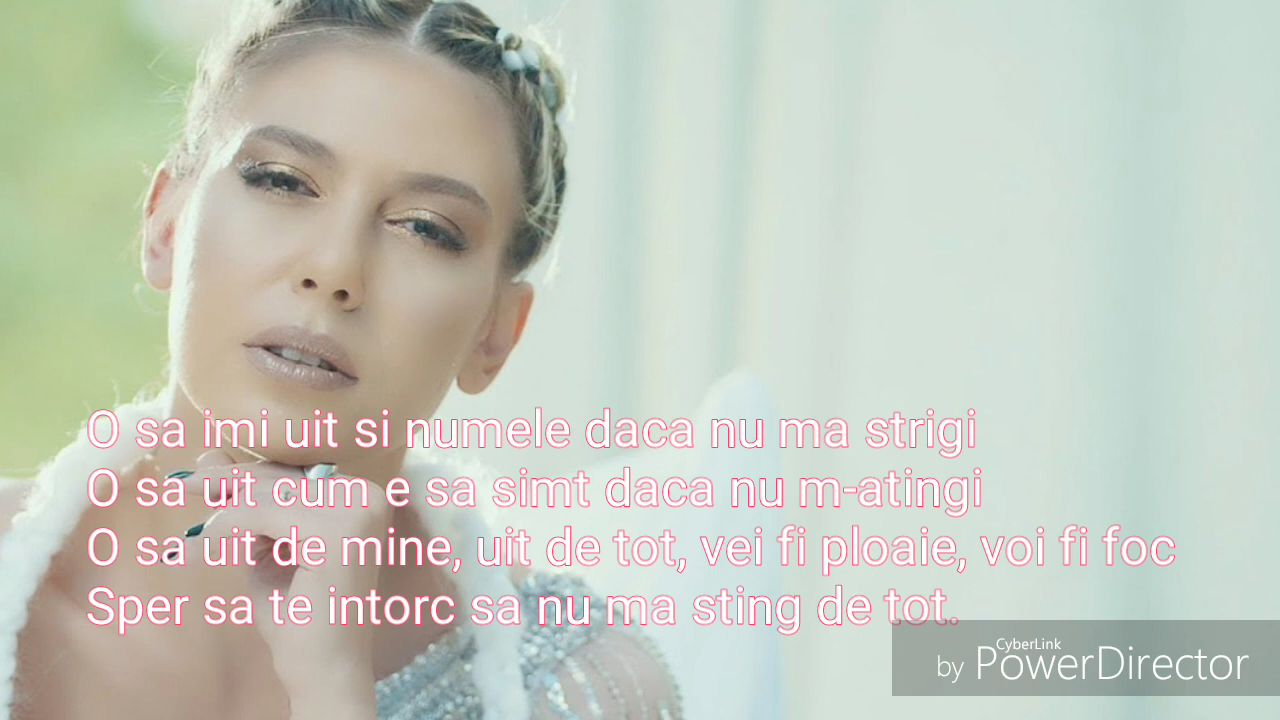 O sa imi uit si numele daca nu ma strigi
O sa uit cum e sa simt daca nu m-atingi
O sa uit de mine, uit de tot, vei fi ploaie, voi fi foc
Sper sa te intorc sa nu ma sting de tot.
CyberLink
by PowerDirector